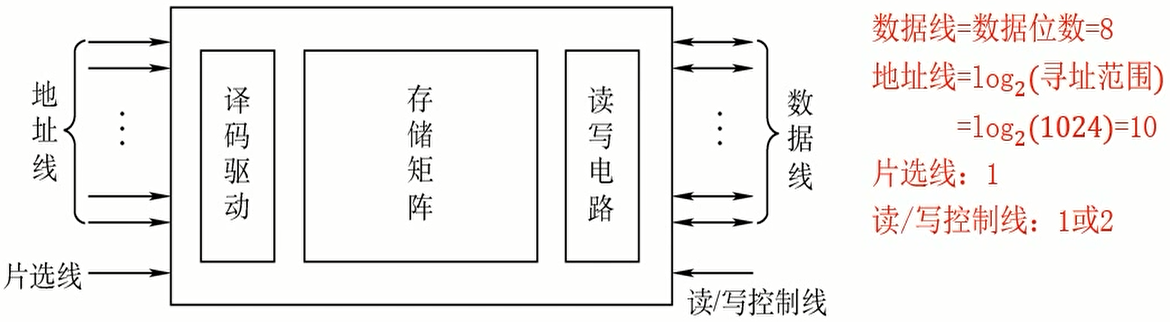 地址线
译码驱动
存储矩阵
读写电路
数据线
片选线
读/写控制线
数据线=数据位数=8
地址线=log₂(寻址范围)
=log₂(1024)=10
片选线：1
读/写控制线：1或2